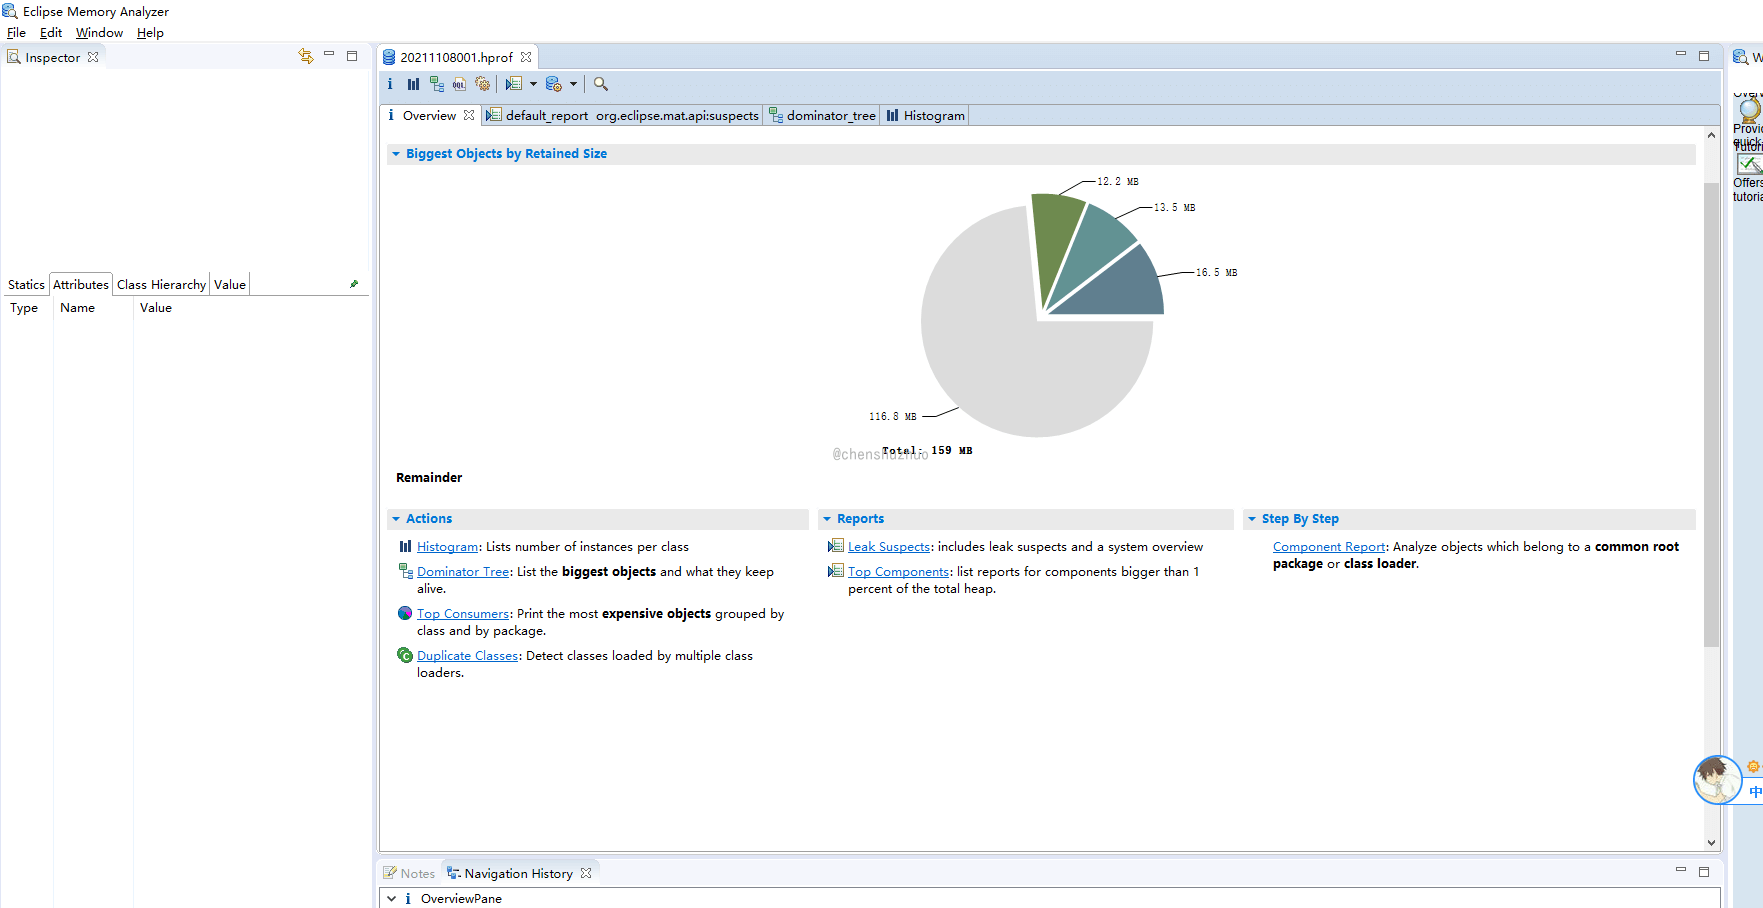 Eclipse Memory Analyzer
File Edit Window Help
Inspector
Statics Attributes Class Hierarchy Value
Type Name Value
20211108001.hprof
Overview default_report org.eclipse.mat.api:suspects dominator_tree Histogram
Biggest Objects by Retained Size
12.2 MB
13.5 MB
16.5 MB
116.8 MB
Total: 159 MB
@chenshuzhuo
Remainder
Actions
Histogram: Lists number of instances per class
Dominator Tree: List the biggest objects and what they keep
alive.
Top Consumers: Print the most expensive objects grouped by
class and by package.
Duplicate Classes: Detect classes loaded by multiple class
loaders.
Reports
Leak Suspects: includes leak suspects and a system overview
Top Components: list reports for components bigger than 1
percent of the total heap.
Step By Step
Component Report: Analyze objects which belong to a common root
package or class loader.
Notes Navigation History
OverviewPane
W
Provi
quick
Tutori
Offers
tutoria
中